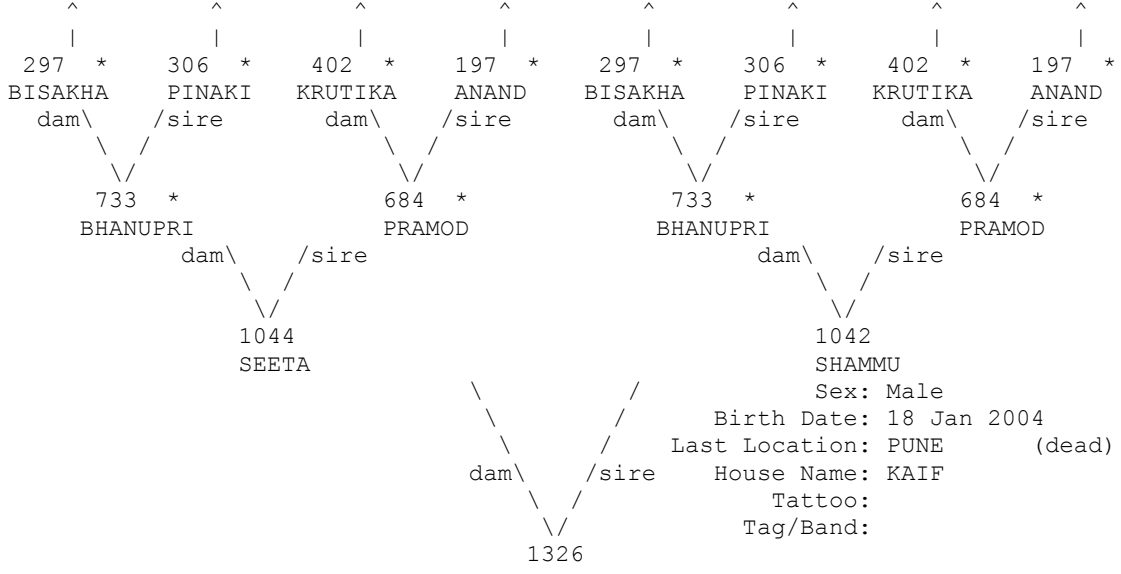 ^ ^ ^ ^ ^ ^ ^ ^
| | | | | | | |
297 * 306 * 402 * 197 * 297 * 306 * 402 * 197 *
BISAKHA PINAKI KRUTIKA ANAND BISAKHA PINAKI KRUTIKA ANAND
dam\ /sire dam\ /sire dam\ /sire dam\ /sire
\ / \ / \ / \ /
\/ \/ \/ \/
733 * 684 * 733 * 684 *
BHANUPRI PRAMOD BHANUPRI PRAMOD
dam\ /sire dam\ /sire
\ / \ /
\/ \/
1044 1042
SEETA SHAMMU
\ / Sex: Male
\ / Birth Date: 18 Jan 2004
\ / Last Location: PUNE (dead)
dam\ /sire House Name: KAIF
\ / Tattoo:
\/ Tag/Band:
1326